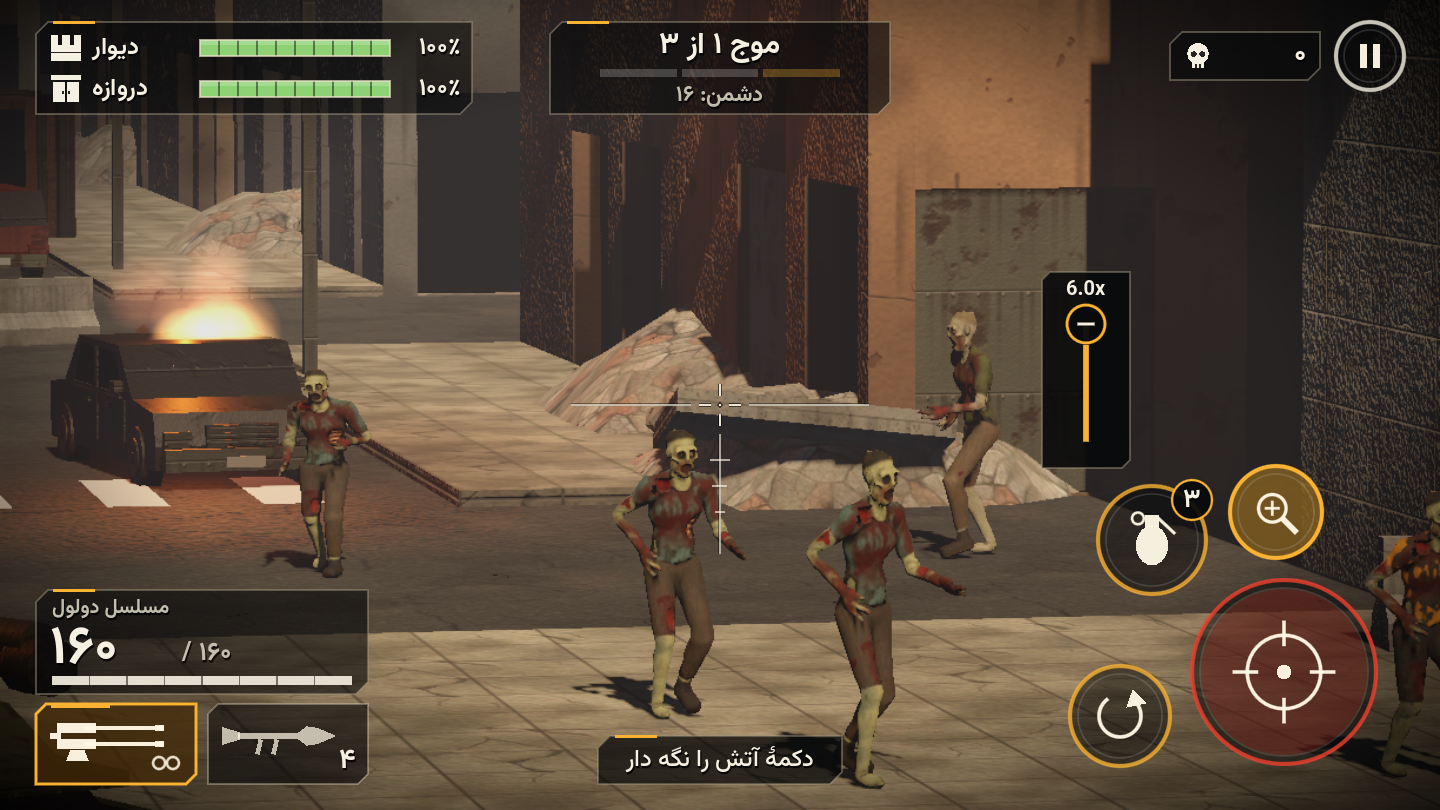 دیوار ۱۰۰٪
دروازه ۱۰۰٪
موج ۱ از ۳
دشمن: ۱۶
۰
6.0x
۳
مسلسل دولول
۱۶۰ / ۱۶۰
∞
۴
دکمهٔ آتش را نگه دار